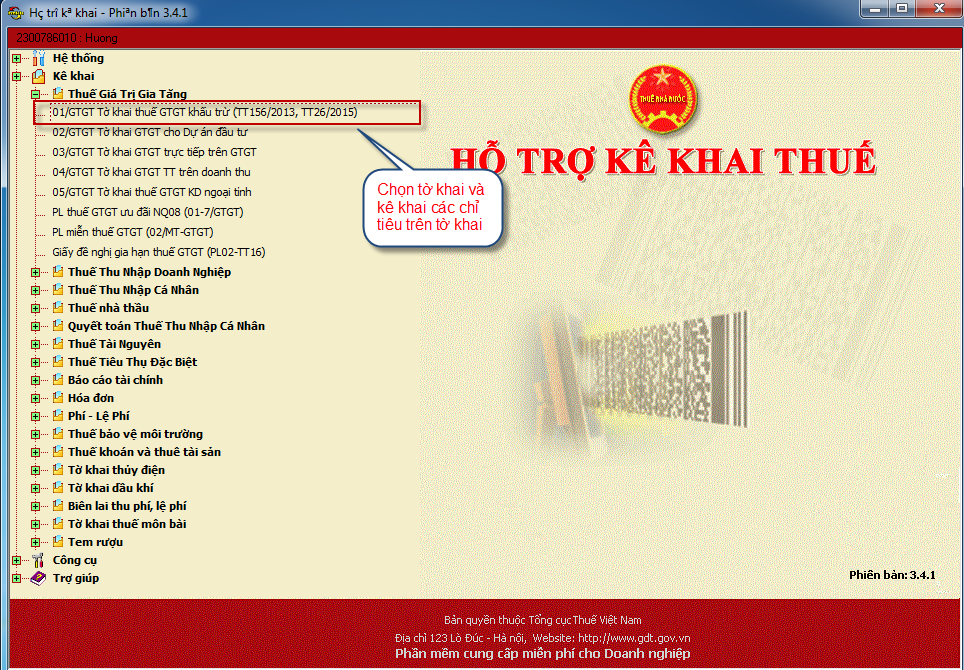 Hç trî kª khai - Phiªn b¶n 3.4.1
2300786010 : Huong
Hệ thống
Kê khai
Thuế Giá Trị Gia Tăng
01/GTGT Tờ khai thuế GTGT khấu trừ (TT156/2013, TT26/2015)
02/GTGT Tờ khai GTGT cho Dự án đầu tư
03/GTGT Tờ khai GTGT trực tiếp trên GTGT
04/GTGT Tờ khai GTGT TT trên doanh thu
05/GTGT Tờ khai thuế GTGT KD ngoại tỉnh
PL thuế GTGT ưu đãi NQ08 (01-7/GTGT)
PL miễn thuế GTGT (02/MT-GTGT)
Giấy đề nghị gia hạn thuế GTGT (PL02-TT16)
Thuế Thu Nhập Doanh Nghiệp
Thuế Thu Nhập Cá Nhân
Thuế nhà thầu
Quyết toán Thuế Thu Nhập Cá Nhân
Thuế Tài Nguyên
Thuế Tiêu Thụ Đặc Biệt
Báo cáo tài chính
Hóa đơn
Phí - Lệ Phí
Thuế bảo vệ môi trường
Thuế khoán và thuê tài sản
Tờ khai thủy điện
Tờ khai dầu khí
Biên lai thu phí, lệ phí
Tờ khai thuế môn bài
Tem rượu
Công cụ
Trợ giúp
Chọn tờ khai và
kê khai các chỉ
tiêu trên tờ khai
THUẾ NHÀ NƯỚC
HỖ TRỢ KÊ KHAI THUẾ
Phiên bản: 3.4.1
Bản quyền thuộc Tổng cục Thuế Việt Nam
Địa chỉ 123 Lò Đúc - Hà nội, Website: http://www.gdt.gov.vn
Phần mềm cung cấp miễn phí cho Doanh nghiệp